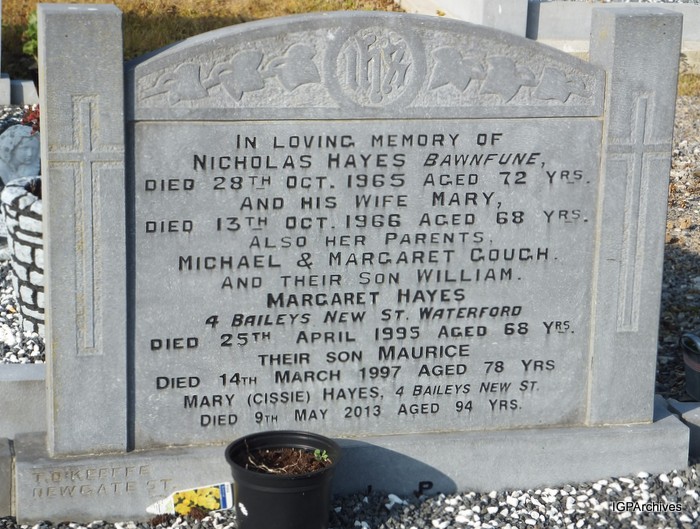 IHS
IN LOVING MEMORY OF
NICHOLAS HAYES BAWNFUNE,
DIED 28TH OCT. 1965 AGED 72 YRS.
AND HIS WIFE MARY,
DIED 13TH OCT. 1966 AGED 68 YRS.
ALSO HER PARENTS,
MICHAEL & MARGARET GOUGH.
AND THEIR SON WILLIAM.
MARGARET HAYES
4 BAILEYS NEW ST. WATERFORD
DIED 25TH APRIL 1995 AGED 68 YRS.
THEIR SON MAURICE
DIED 14TH MARCH 1997 AGED 78 YRS
MARY (CISSIE) HAYES, 4 BAILEYS NEW ST.
DIED 9TH MAY 2013 AGED 94 YRS.
T. O'KEFFFE
NEWGATE ST.
P
IGPArchives